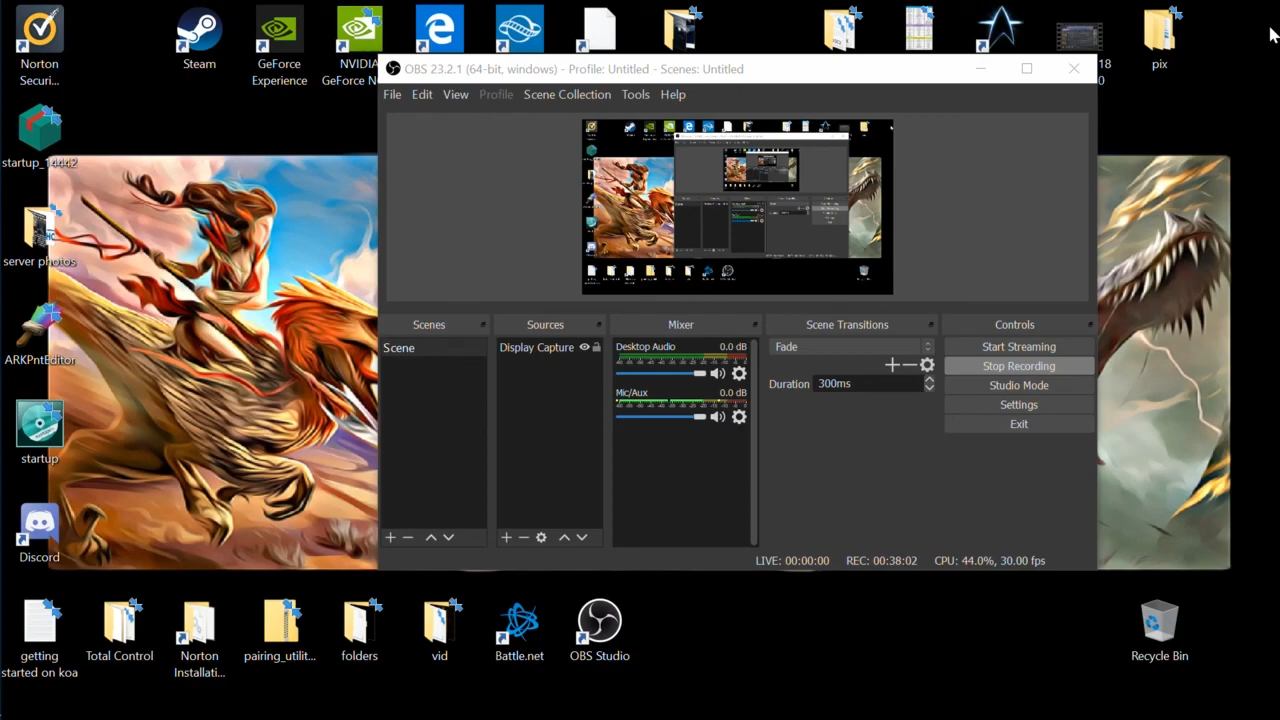 Norton
Securi...
Steam
GeForce
Experience
NVIDIA
GeForce N
18
0
pix
startup_14442
server photos
ARKPntEditor
startup
Discord
OBS 23.2.1 (64-bit, windows) - Profile: Untitled - Scenes: Untitled
File Edit View Profile Scene Collection Tools Help
Scenes
Scene
Sources
Display Capture
Mixer
Desktop Audio 0.0 dB
Mic/Aux 0.0 dB
Scene Transitions
Fade
Duration 300ms
Controls
Start Streaming
Stop Recording
Studio Mode
Settings
Exit
LIVE: 00:00:00 REC: 00:38:02 CPU: 44.0%, 30.00 fps
getting
started on koa
Total Control
Norton
Installati...
pairing_utilit...
folders
vid
Battle.net
OBS Studio
Recycle Bin